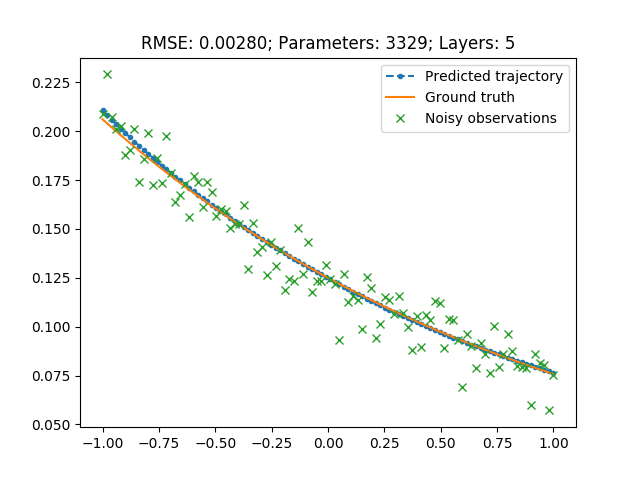 RMSE: 0.00280; Parameters: 3329; Layers: 5
Predicted trajectory
Ground truth
Noisy observations
0.225
0.200
0.175
0.150
0.125
0.100
0.075
0.050
−1.00 −0.75 −0.50 −0.25 0.00 0.25 0.50 0.75 1.00